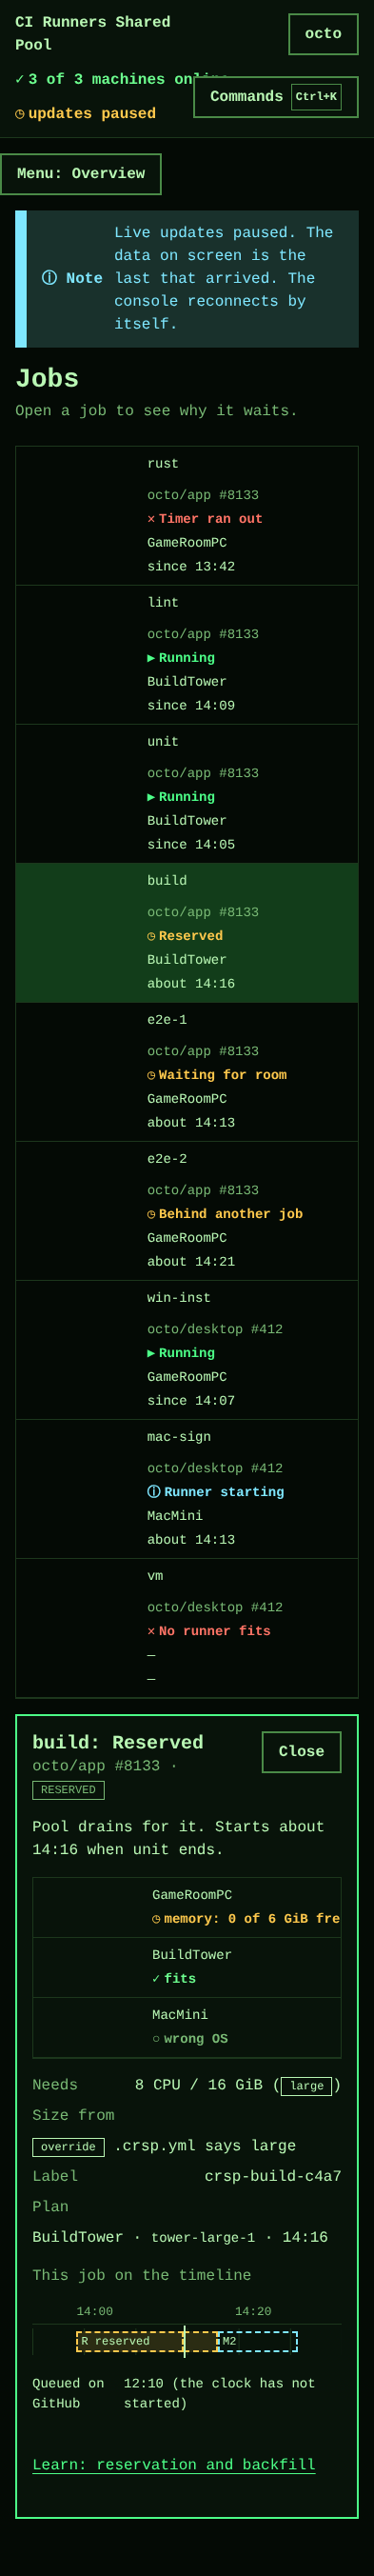 CI Runners Shared
Pool
octo
✓ 3 of 3 machines
◷ updates paused
Commands Ctrl+K
Menu: Overview
ⓘ Note
Live updates paused. The
data on screen is the
last that arrived. The
console reconnects by
itself.
Jobs
Open a job to see why it waits.
rust
octo/app #8133
× Timer ran out
GameRoomPC
since 13:42
lint
octo/app #8133
▶ Running
BuildTower
since 14:09
unit
octo/app #8133
▶ Running
BuildTower
since 14:05
build
octo/app #8133
◷ Reserved
BuildTower
about 14:16
e2e-1
octo/app #8133
◷ Waiting for room
GameRoomPC
about 14:13
e2e-2
octo/app #8133
◷ Behind another job
GameRoomPC
about 14:21
win-inst
octo/desktop #412
▶ Running
GameRoomPC
since 14:07
mac-sign
octo/desktop #412
ⓘ Runner starting
MacMini
about 14:13
vm
octo/desktop #412
× No runner fits
—
—
build: Reserved
Close
octo/app #8133 ·
RESERVED
Pool drains for it. Starts about
14:16 when unit ends.
GameRoomPC
◷ memory: 0 of 6 GiB fre
BuildTower
✓ fits
MacMini
○ wrong OS
Needs 8 CPU / 16 GiB (large)
Size from
override .crsp.yml says large
Label crsp-build-c4a7
Plan
BuildTower · tower-large-1 · 14:16
This job on the timeline
14:00 14:20
R reserved M2
Queued on GitHub
12:10 (the clock has not started)
Learn: reservation and backfill